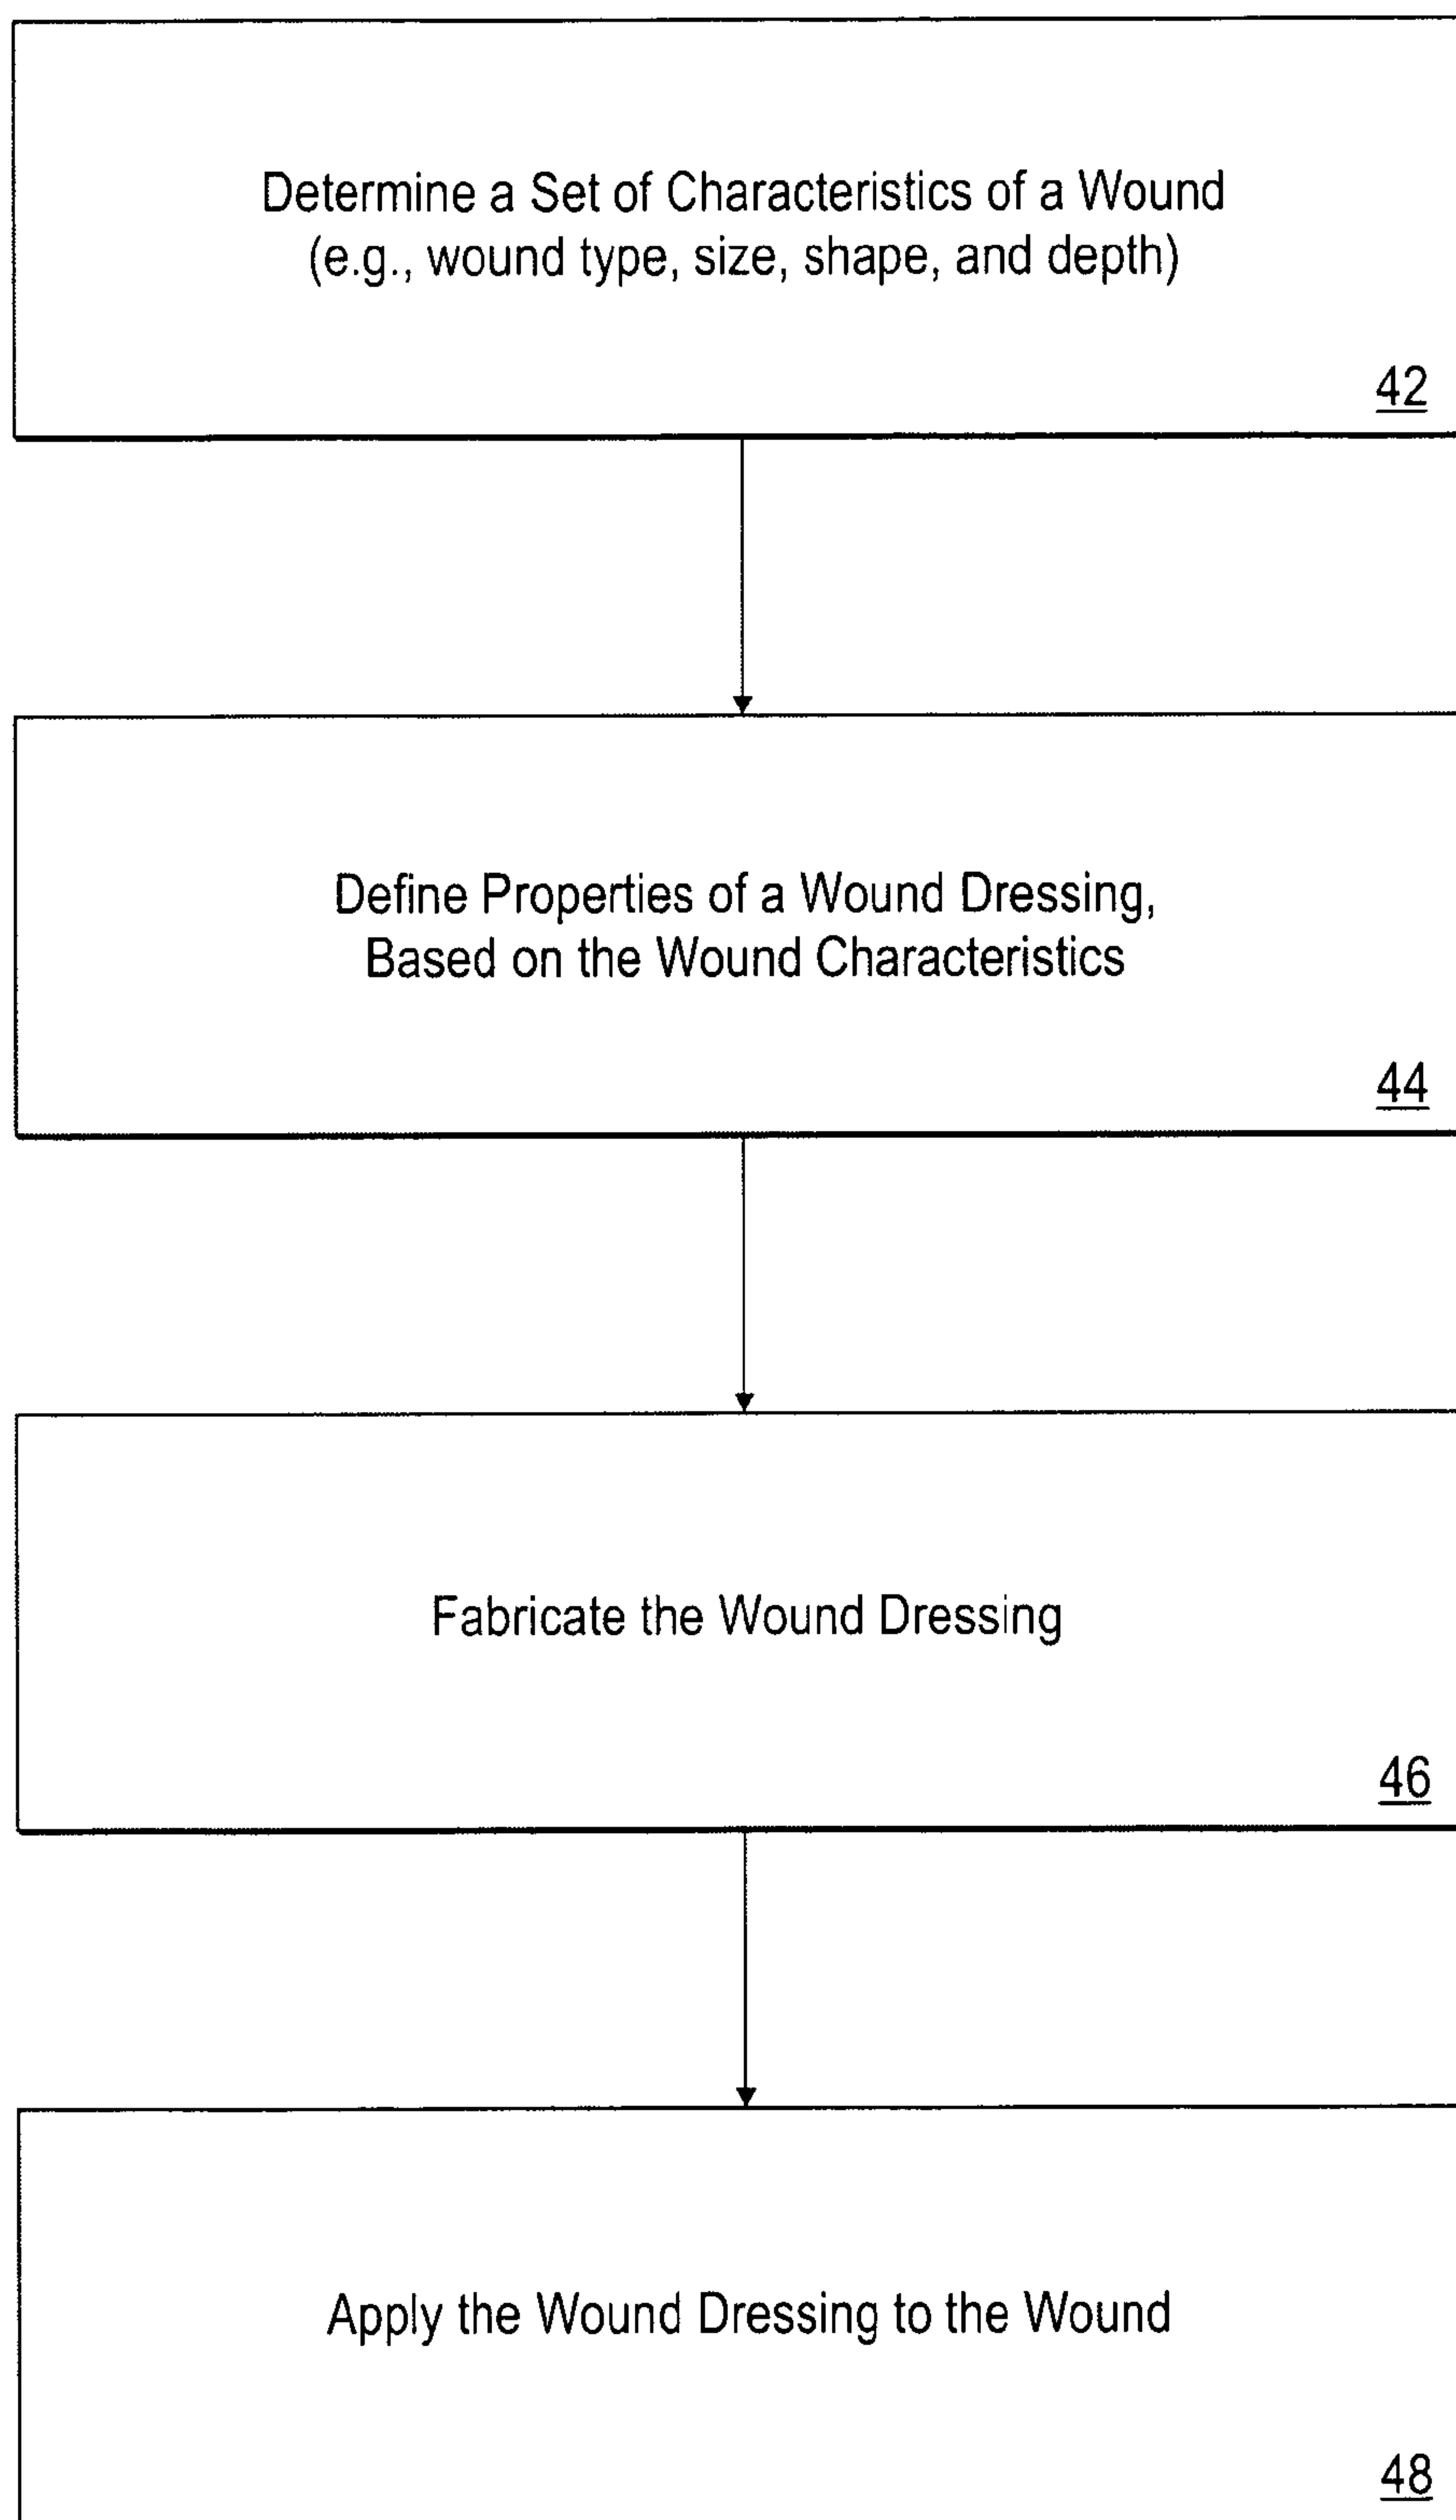 Determine a Set of Characteristics of a Wound
(e.g., wound type, size, shape, and depth)
42
Define Properties of a Wound Dressing,
Based on the Wound Characteristics
44
Fabricate the Wound Dressing
46
Apply the Wound Dressing to the Wound
48